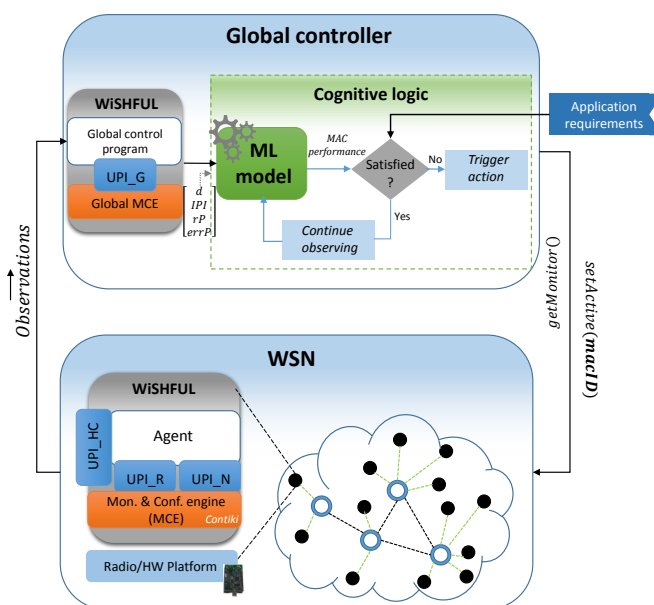 Global controller
WiSHFUL
Global control
program
UPI_G
Global MCE
d
IPI
rP
errP
Cognitive logic
ML
model
MAC
performance
Satisfied
?
No
Trigger
action
Yes
Continue
observing
Application
requirements
Observations
getMonitor()
setActive(macID)
WSN
WiSHFUL
UPI_HC
Agent
UPI_R
UPI_N
Mon. & Conf. engine
(MCE)
Contiki
Radio/HW Platform